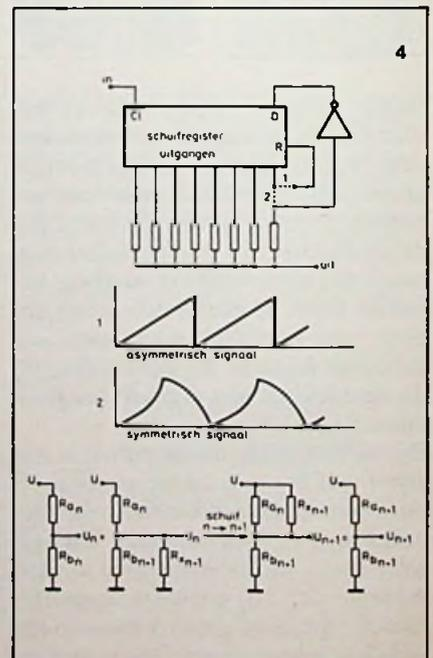 4
in
Cl D
schuifregister
uitgangen
R
1
2
uit
1
asymmetrisch signaal
2
symmetrisch signaal
U U schuif U U
Ran Ran n→n+1 Ran Rxn+1 Ran+1
Un= Un Un+1= Un+1
Rbn Rbn+1 Rxn+1 Rbn+1 Rbn+1